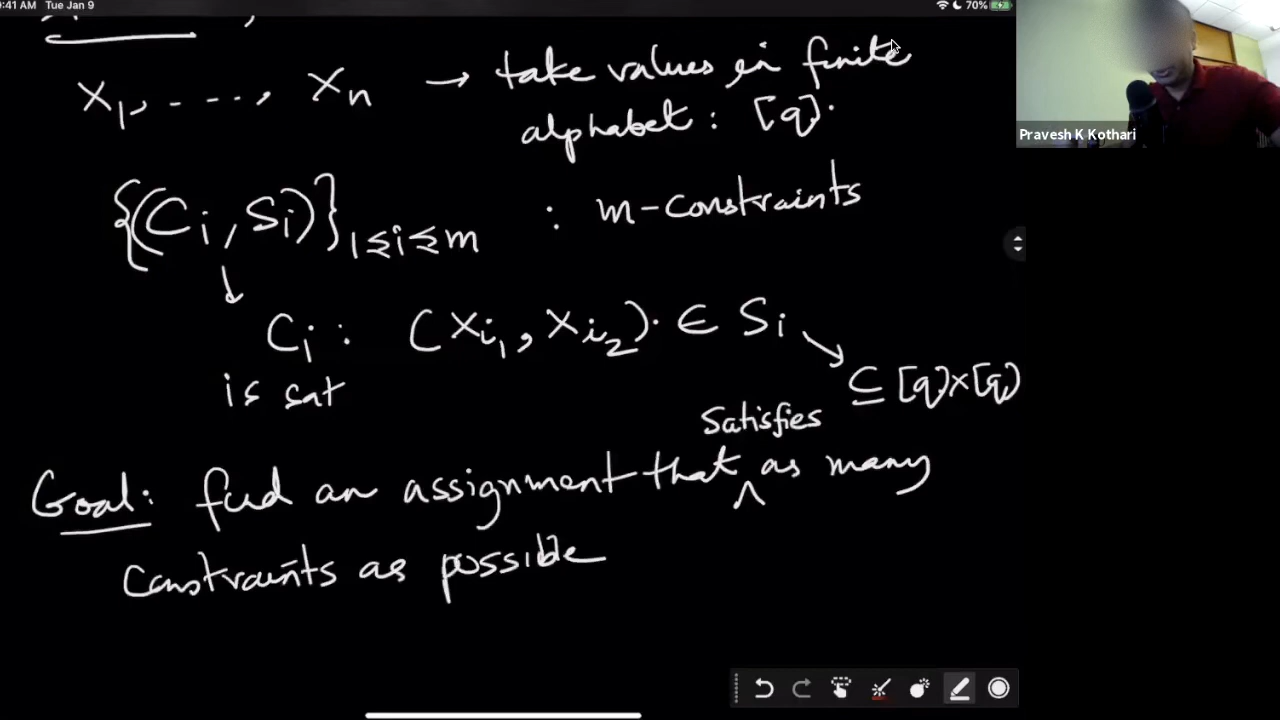 :41 AM Tue Jan 9
70%
x₁, ...., xₙ → take values in finite
alphabet : [q].
Pravesh K Kothari
{(Cᵢ, Sᵢ)}₁≤ᵢ≤ₘ : m-constraints
Cᵢ : (xᵢ₁, xᵢ₂). ∈ Sᵢ
is sat
⊆ [q]×[q]
Satisfies
Goal: find an assignment that ^ as many
constraints as possible